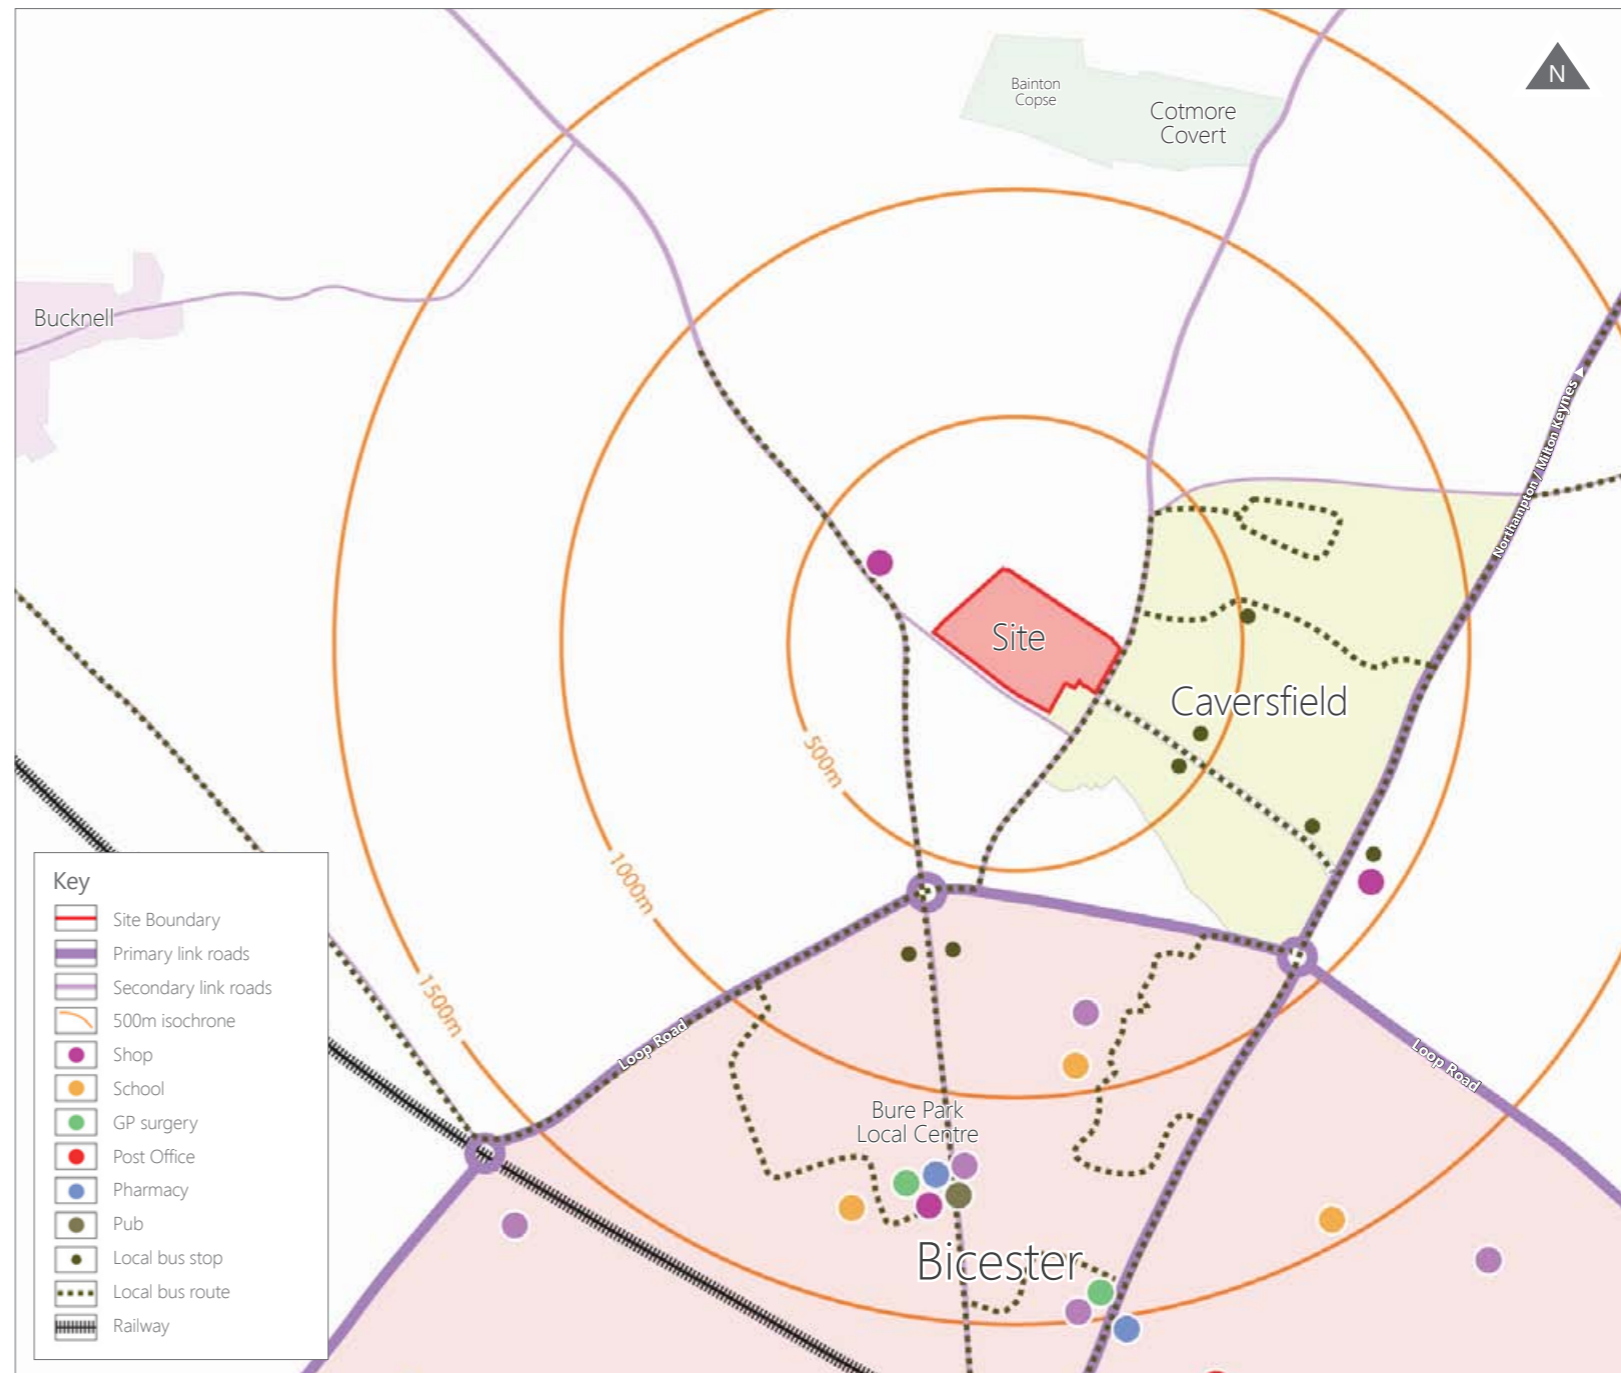 N
Bainton
Copse
Cotmore
Covert
Bucknell
Northampton / Milton Keynes
Site
Caversfield
500m
1000m
1500m
Loop Road
Loop Road
Bure Park
Local Centre
Bicester
Key
Site Boundary
Primary link roads
Secondary link roads
500m isochrone
Shop
School
GP surgery
Post Office
Pharmacy
Pub
Local bus stop
Local bus route
Railway